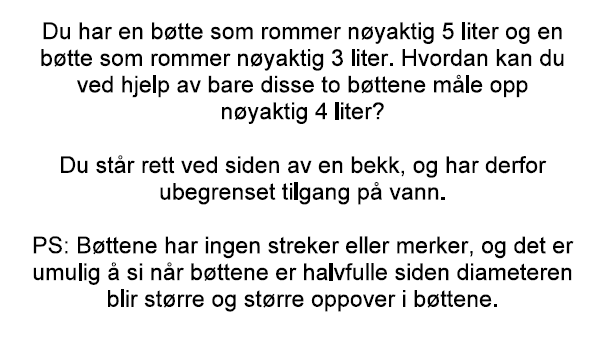 Du har en bøtte som rommer nøyaktig 5 liter og en
bøtte som rommer nøyaktig 3 liter. Hvordan kan du
ved hjelp av bare disse to bøttene måle opp
nøyaktig 4 liter?
Du står rett ved siden av en bekk, og har derfor
ubegrenset tilgang på vann.
PS: Bøttene har ingen streker eller merker, og det er
umulig å si når bøttene er halvfulle siden diameteren
blir større og større oppover i bøttene.